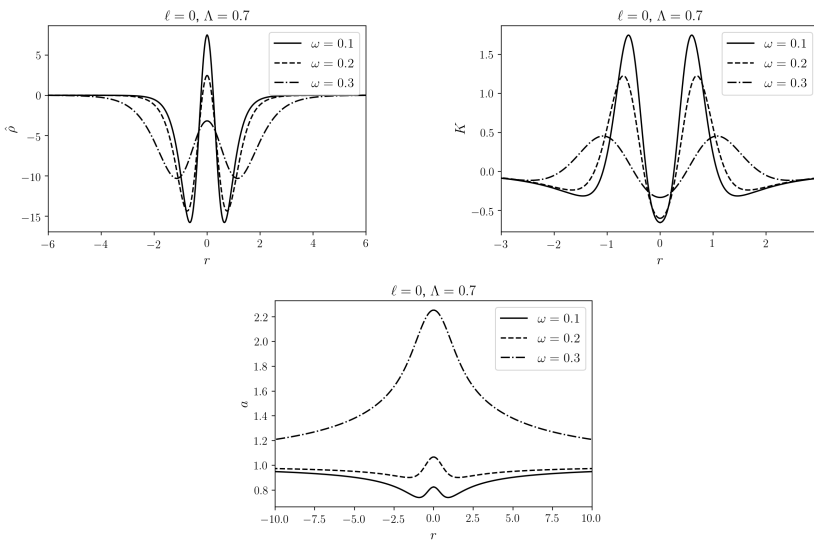 ℓ = 0, Λ = 0.7
ω = 0.1
ω = 0.2
ω = 0.3
5
0
−5
−10
−15
ρ̂
−6 −4 −2 0 2 4 6
r
ℓ = 0, Λ = 0.7
ω = 0.1
ω = 0.2
ω = 0.3
1.5
1.0
0.5
0.0
−0.5
K
−3 −2 −1 0 1 2
r
ℓ = 0, Λ = 0.7
ω = 0.1
ω = 0.2
ω = 0.3
2.2
2.0
1.8
1.6
1.4
1.2
1.0
0.8
a
−10.0 −7.5 −5.0 −2.5 0.0 2.5 5.0 7.5 10.0
r